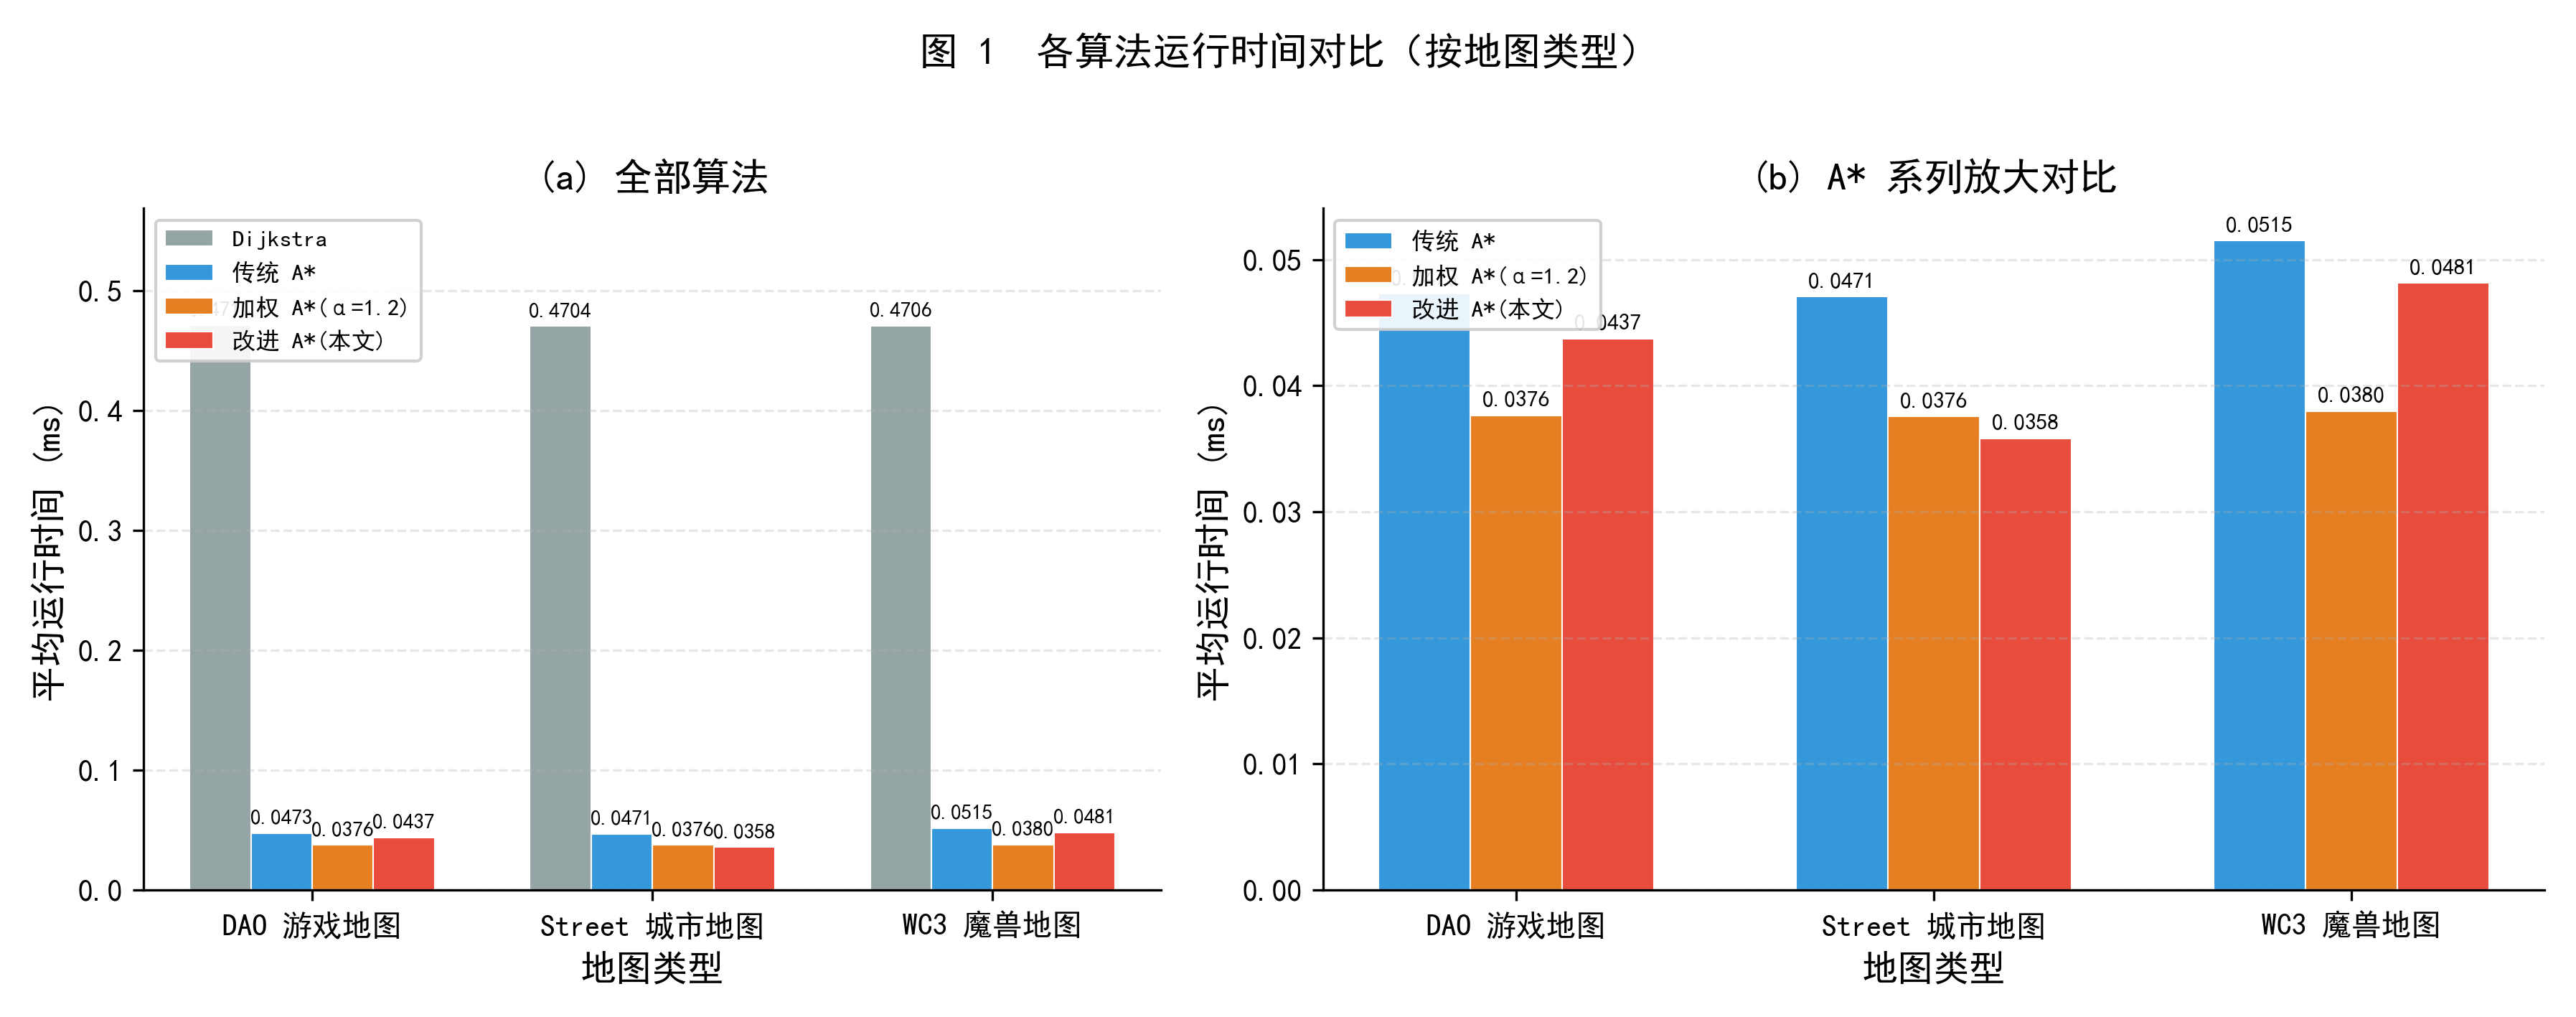 图 1  各算法运行时间对比（按地图类型）
(a) 全部算法
Dijkstra
传统 A*
加权 A*(α=1.2)
改进 A*(本文)
平均运行时间 (ms)
0.5
0.4
0.3
0.2
0.1
0.0
0.0473
0.0376
0.0437
0.4704
0.0471
0.0376
0.0358
0.4706
0.0515
0.0380
0.0481
DAO 游戏地图
Street 城市地图
WC3 魔兽地图
地图类型
(b) A* 系列放大对比
传统 A*
加权 A*(α=1.2)
改进 A*(本文)
平均运行时间 (ms)
0.05
0.04
0.03
0.02
0.01
0.00
0.0376
0.0437
0.0471
0.0376
0.0358
0.0515
0.0380
0.0481
DAO 游戏地图
Street 城市地图
WC3 魔兽地图
地图类型